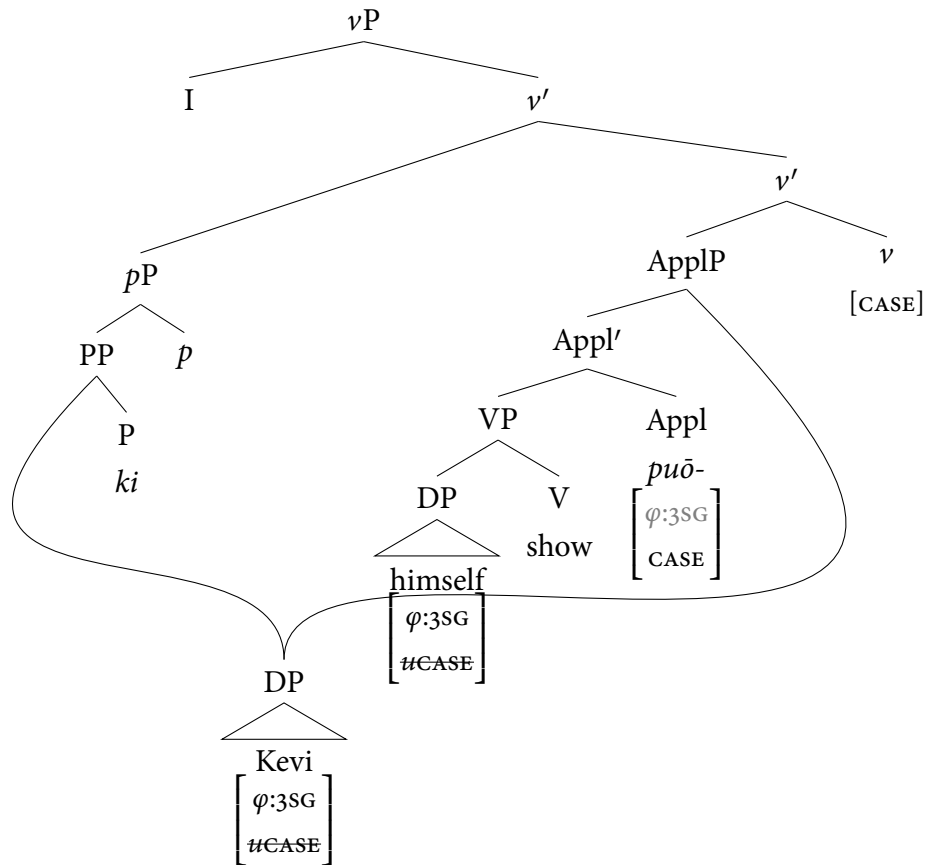 vP
I v′
v′
pP ApplP v
[CASE]
PP p Appl′
P VP Appl
ki puō-
DP V φ:3SG
show CASE
himself
φ:3SG
uCASE
DP
Kevi
φ:3SG
uCASE